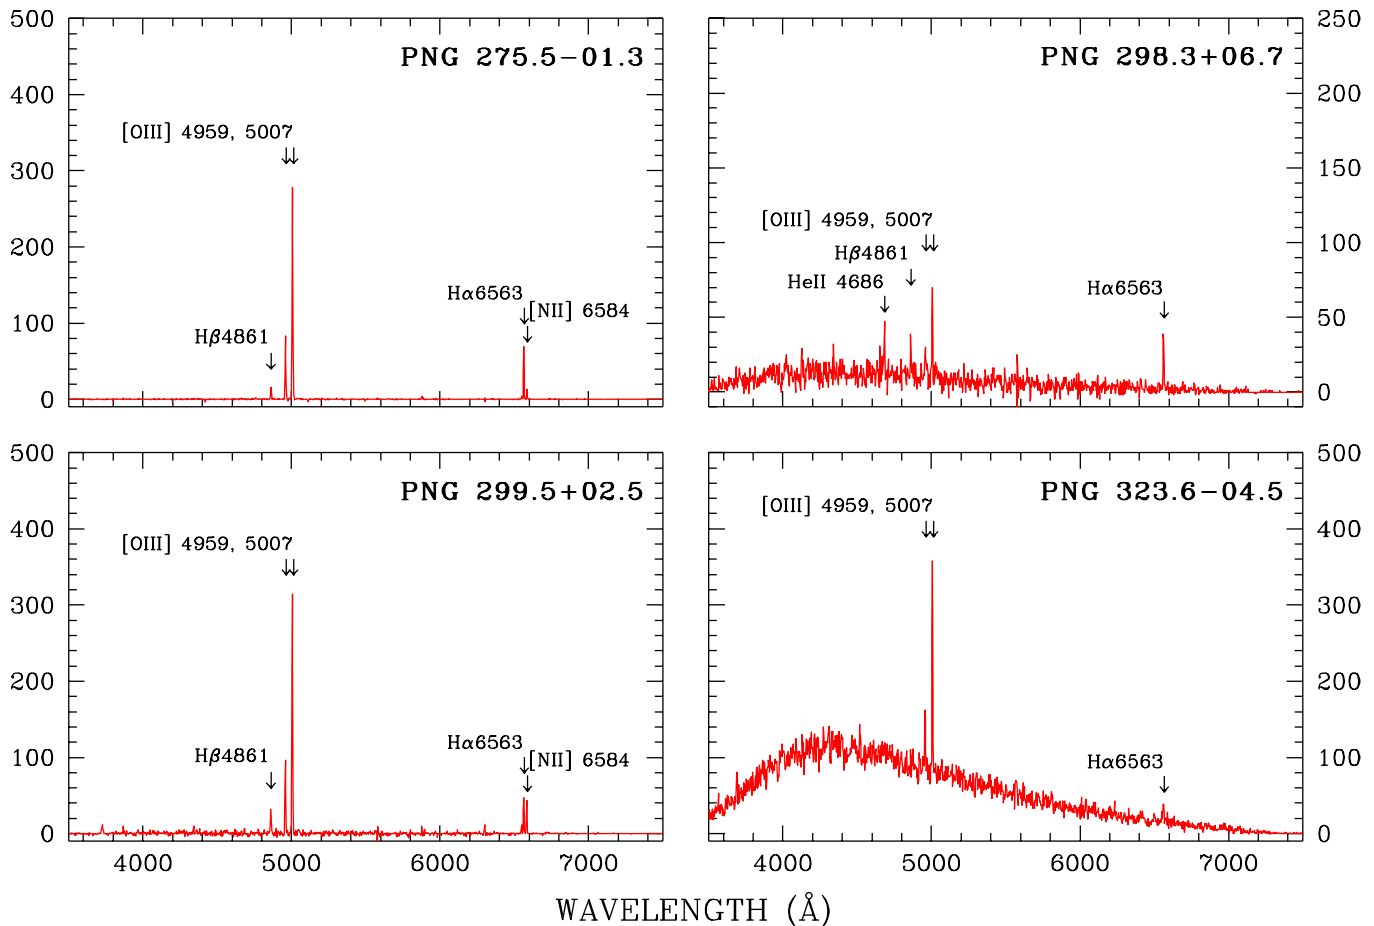 500
400
300
200
100
0
PNG 275.5−01.3
[OIII] 4959, 5007
Hβ4861
Hα6563
[NII] 6584
250
200
150
100
50
0
PNG 298.3+06.7
[OIII] 4959, 5007
Hβ4861
HeII 4686
Hα6563
500
400
300
200
100
0
PNG 299.5+02.5
[OIII] 4959, 5007
Hβ4861
Hα6563
[NII] 6584
4000 5000 6000 7000
500
400
300
200
100
0
PNG 323.6−04.5
[OIII] 4959, 5007
Hα6563
4000 5000 6000 7000
WAVELENGTH (Å)